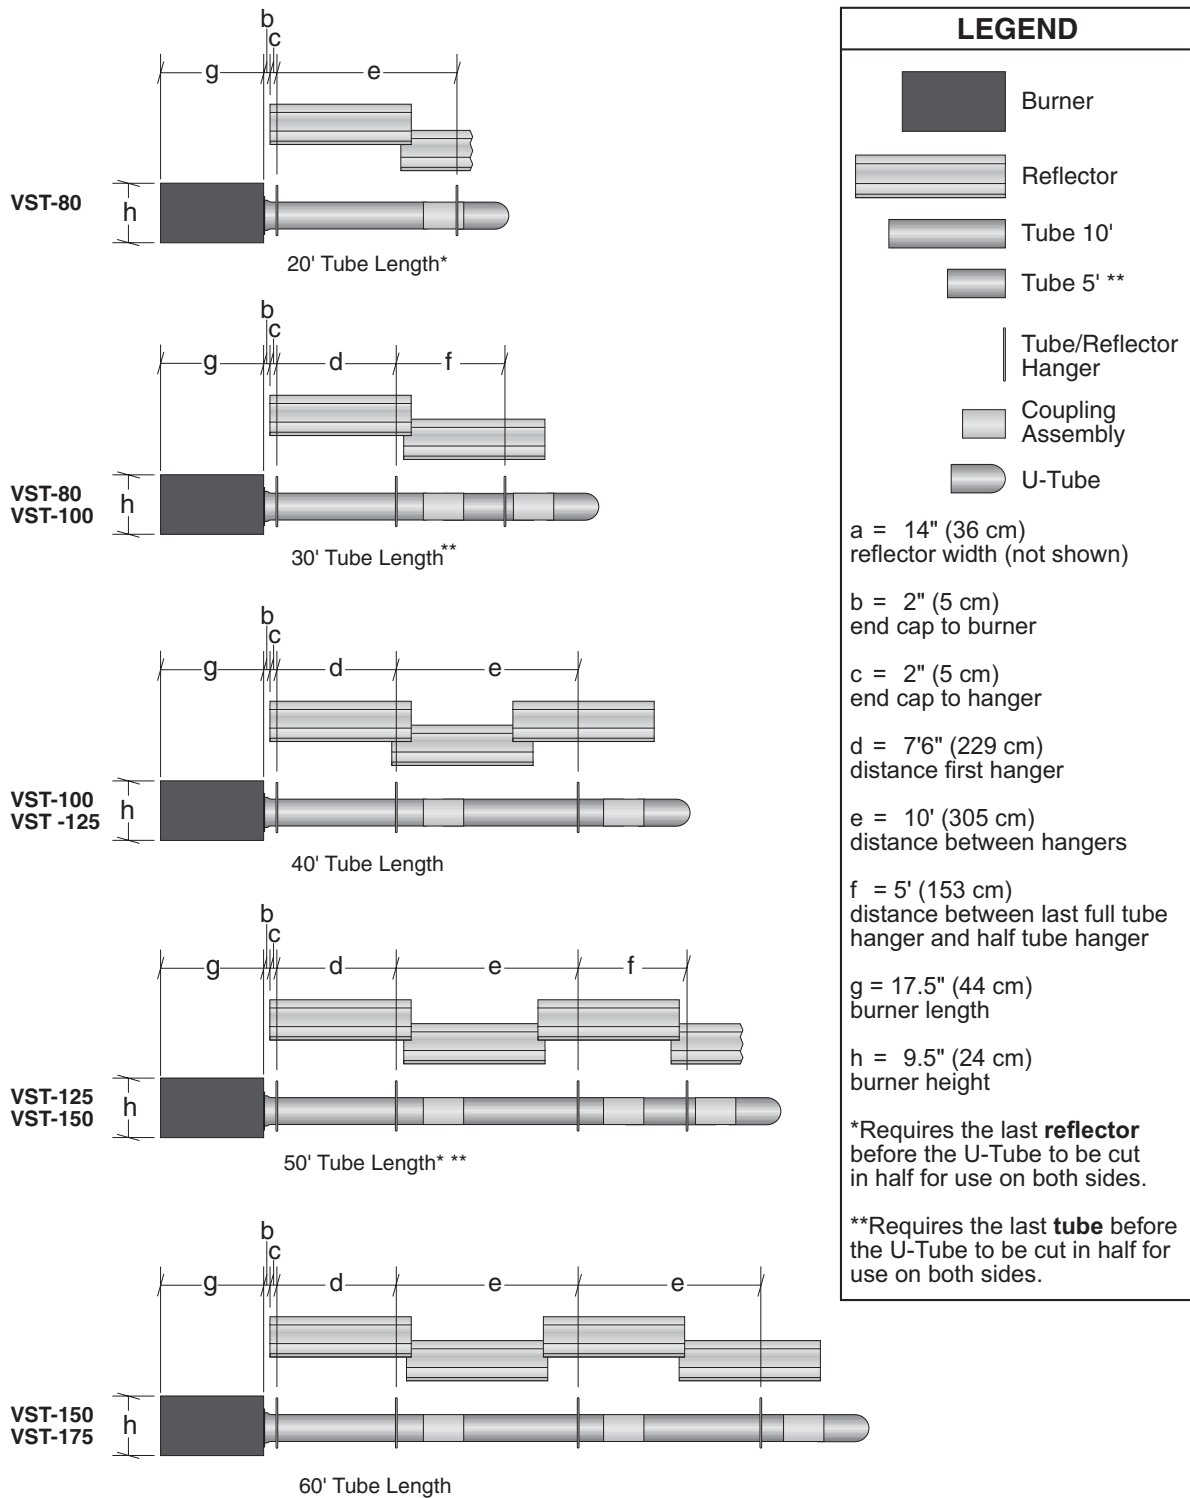 b
c
g
e
VST-80
h
20' Tube Length*
b
c
g
d
f
VST-80
VST-100
h
30' Tube Length**
b
c
g
d
e
VST-100
VST -125
h
40' Tube Length
b
c
g
d
e
f
VST-125
VST-150
h
50' Tube Length* **
b
c
g
d
e
e
VST-150
VST-175
h
60' Tube Length
LEGEND
Burner
Reflector
Tube 10'
Tube 5' **
Tube/Reflector
Hanger
Coupling
Assembly
U-Tube
a = 14" (36 cm)
reflector width (not shown)
b = 2" (5 cm)
end cap to burner
c = 2" (5 cm)
end cap to hanger
d = 7'6" (229 cm)
distance first hanger
e = 10' (305 cm)
distance between hangers
f = 5' (153 cm)
distance between last full tube
hanger and half tube hanger
g = 17.5" (44 cm)
burner length
h = 9.5" (24 cm)
burner height
*Requires the last reflector
before the U-Tube to be cut
in half for use on both sides.
**Requires the last tube before
the U-Tube to be cut in half for
use on both sides.